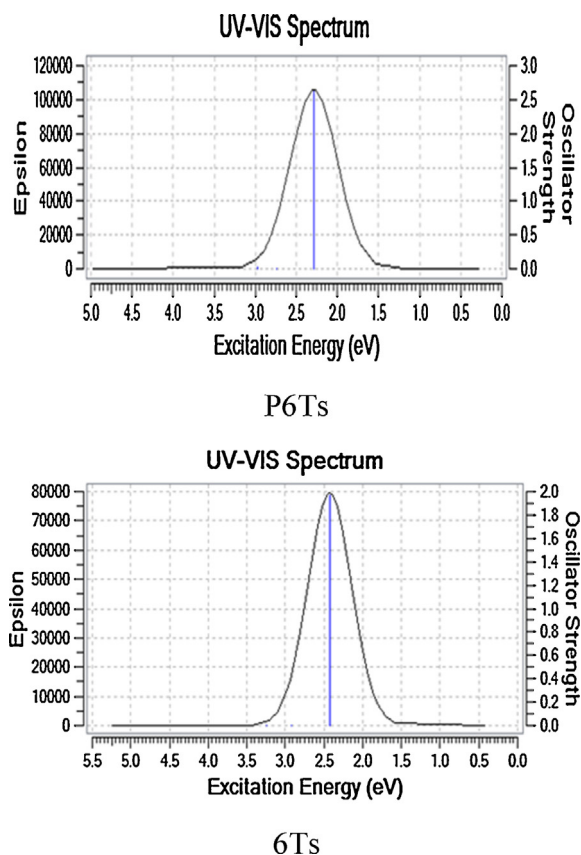 UV-VIS Spectrum
120000
100000
80000
60000
40000
20000
0
Epsilon
3.0
2.5
2.0
1.5
1.0
0.5
0.0
Oscillator
Strength
5.0 4.5 4.0 3.5 3.0 2.5 2.0 1.5 1.0 0.5 0.0
Excitation Energy (eV)
P6Ts
UV-VIS Spectrum
80000
70000
60000
50000
40000
30000
20000
10000
0
Epsilon
2.0
1.8
1.6
1.4
1.2
1.0
0.8
0.6
0.4
0.2
0.0
Oscillator Strength
5.5 5.0 4.5 4.0 3.5 3.0 2.5 2.0 1.5 1.0 0.5 0.0
Excitation Energy (eV)
6Ts